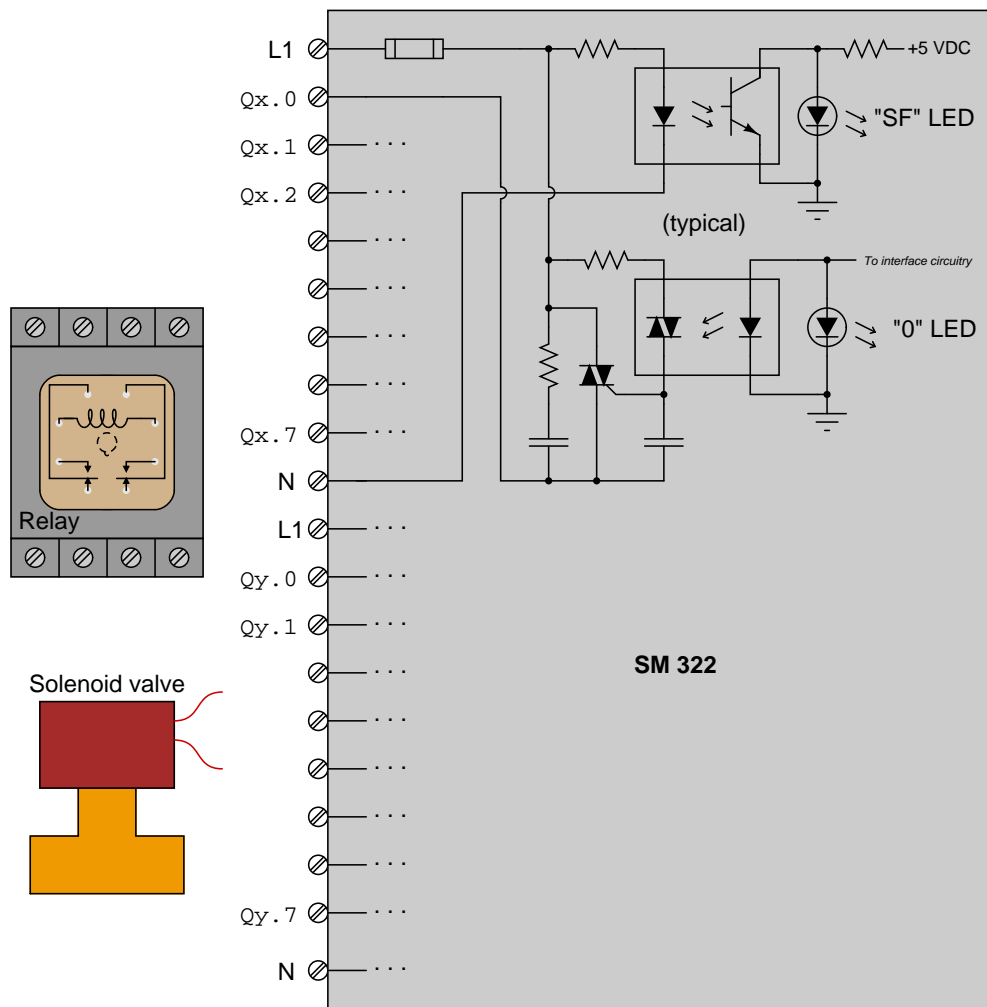 L1
+5 VDC
Qx.0
"SF" LED
Qx.1
Qx.2
(typical)
To interface circuitry
"0" LED
Qx.7
N
Relay
L1
Qy.0
Qy.1
SM 322
Solenoid valve
Qy.7
N